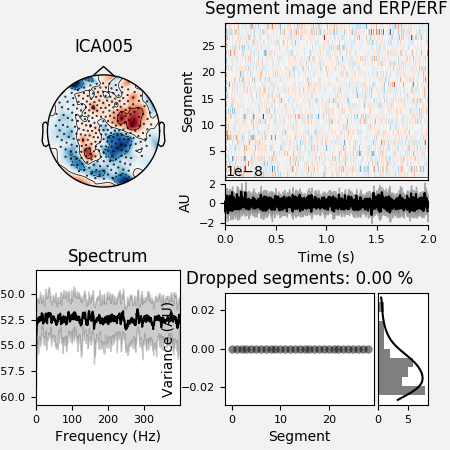 ICA005
Segment image and ERP/ERF
Segment
25
20
15
10
5
1e−8
AU
2
0
−2
0.0 0.5 1.0 1.5 2.0
Time (s)
Spectrum
50.0
52.5
55.0
57.5
60.0
0 100 200 300
Frequency (Hz)
Dropped segments: 0.00 %
Variance (AU)
0.02
0.00
−0.02
0 10 20
Segment
0 5